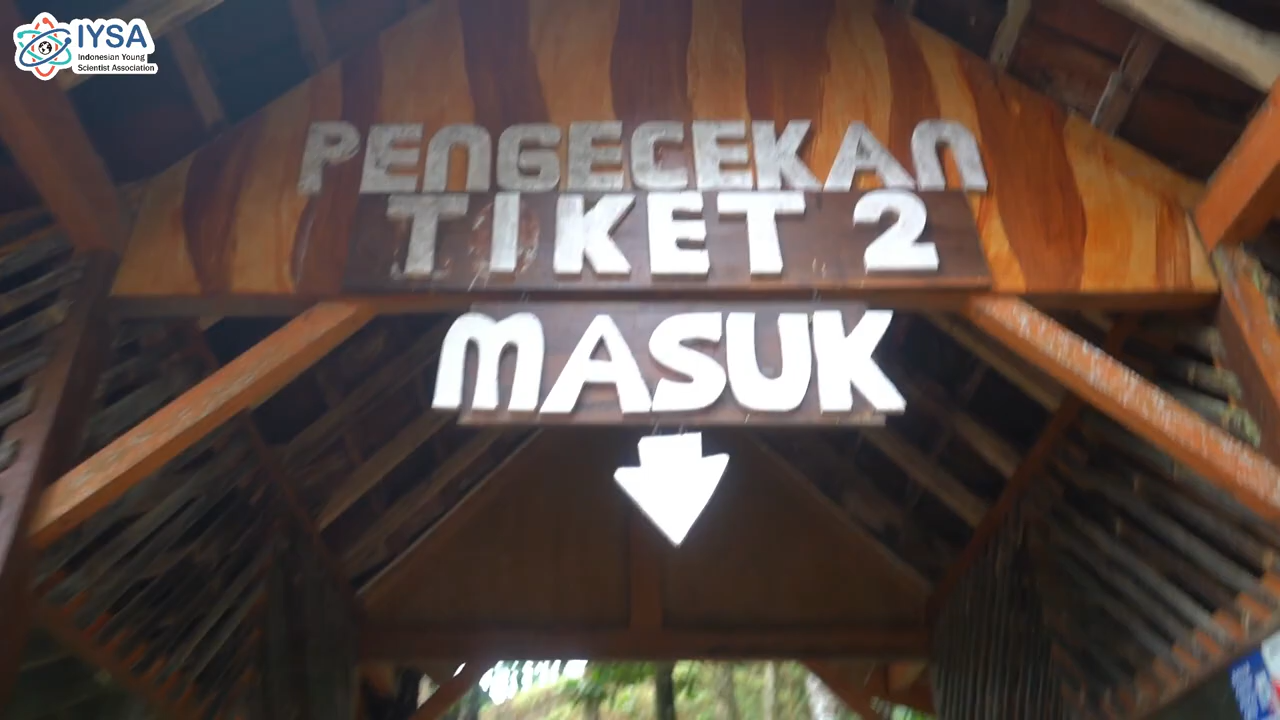 IYSA
Indonesian Young
Scientist Association
PENGECEKAN
TIKET 2
MASUK